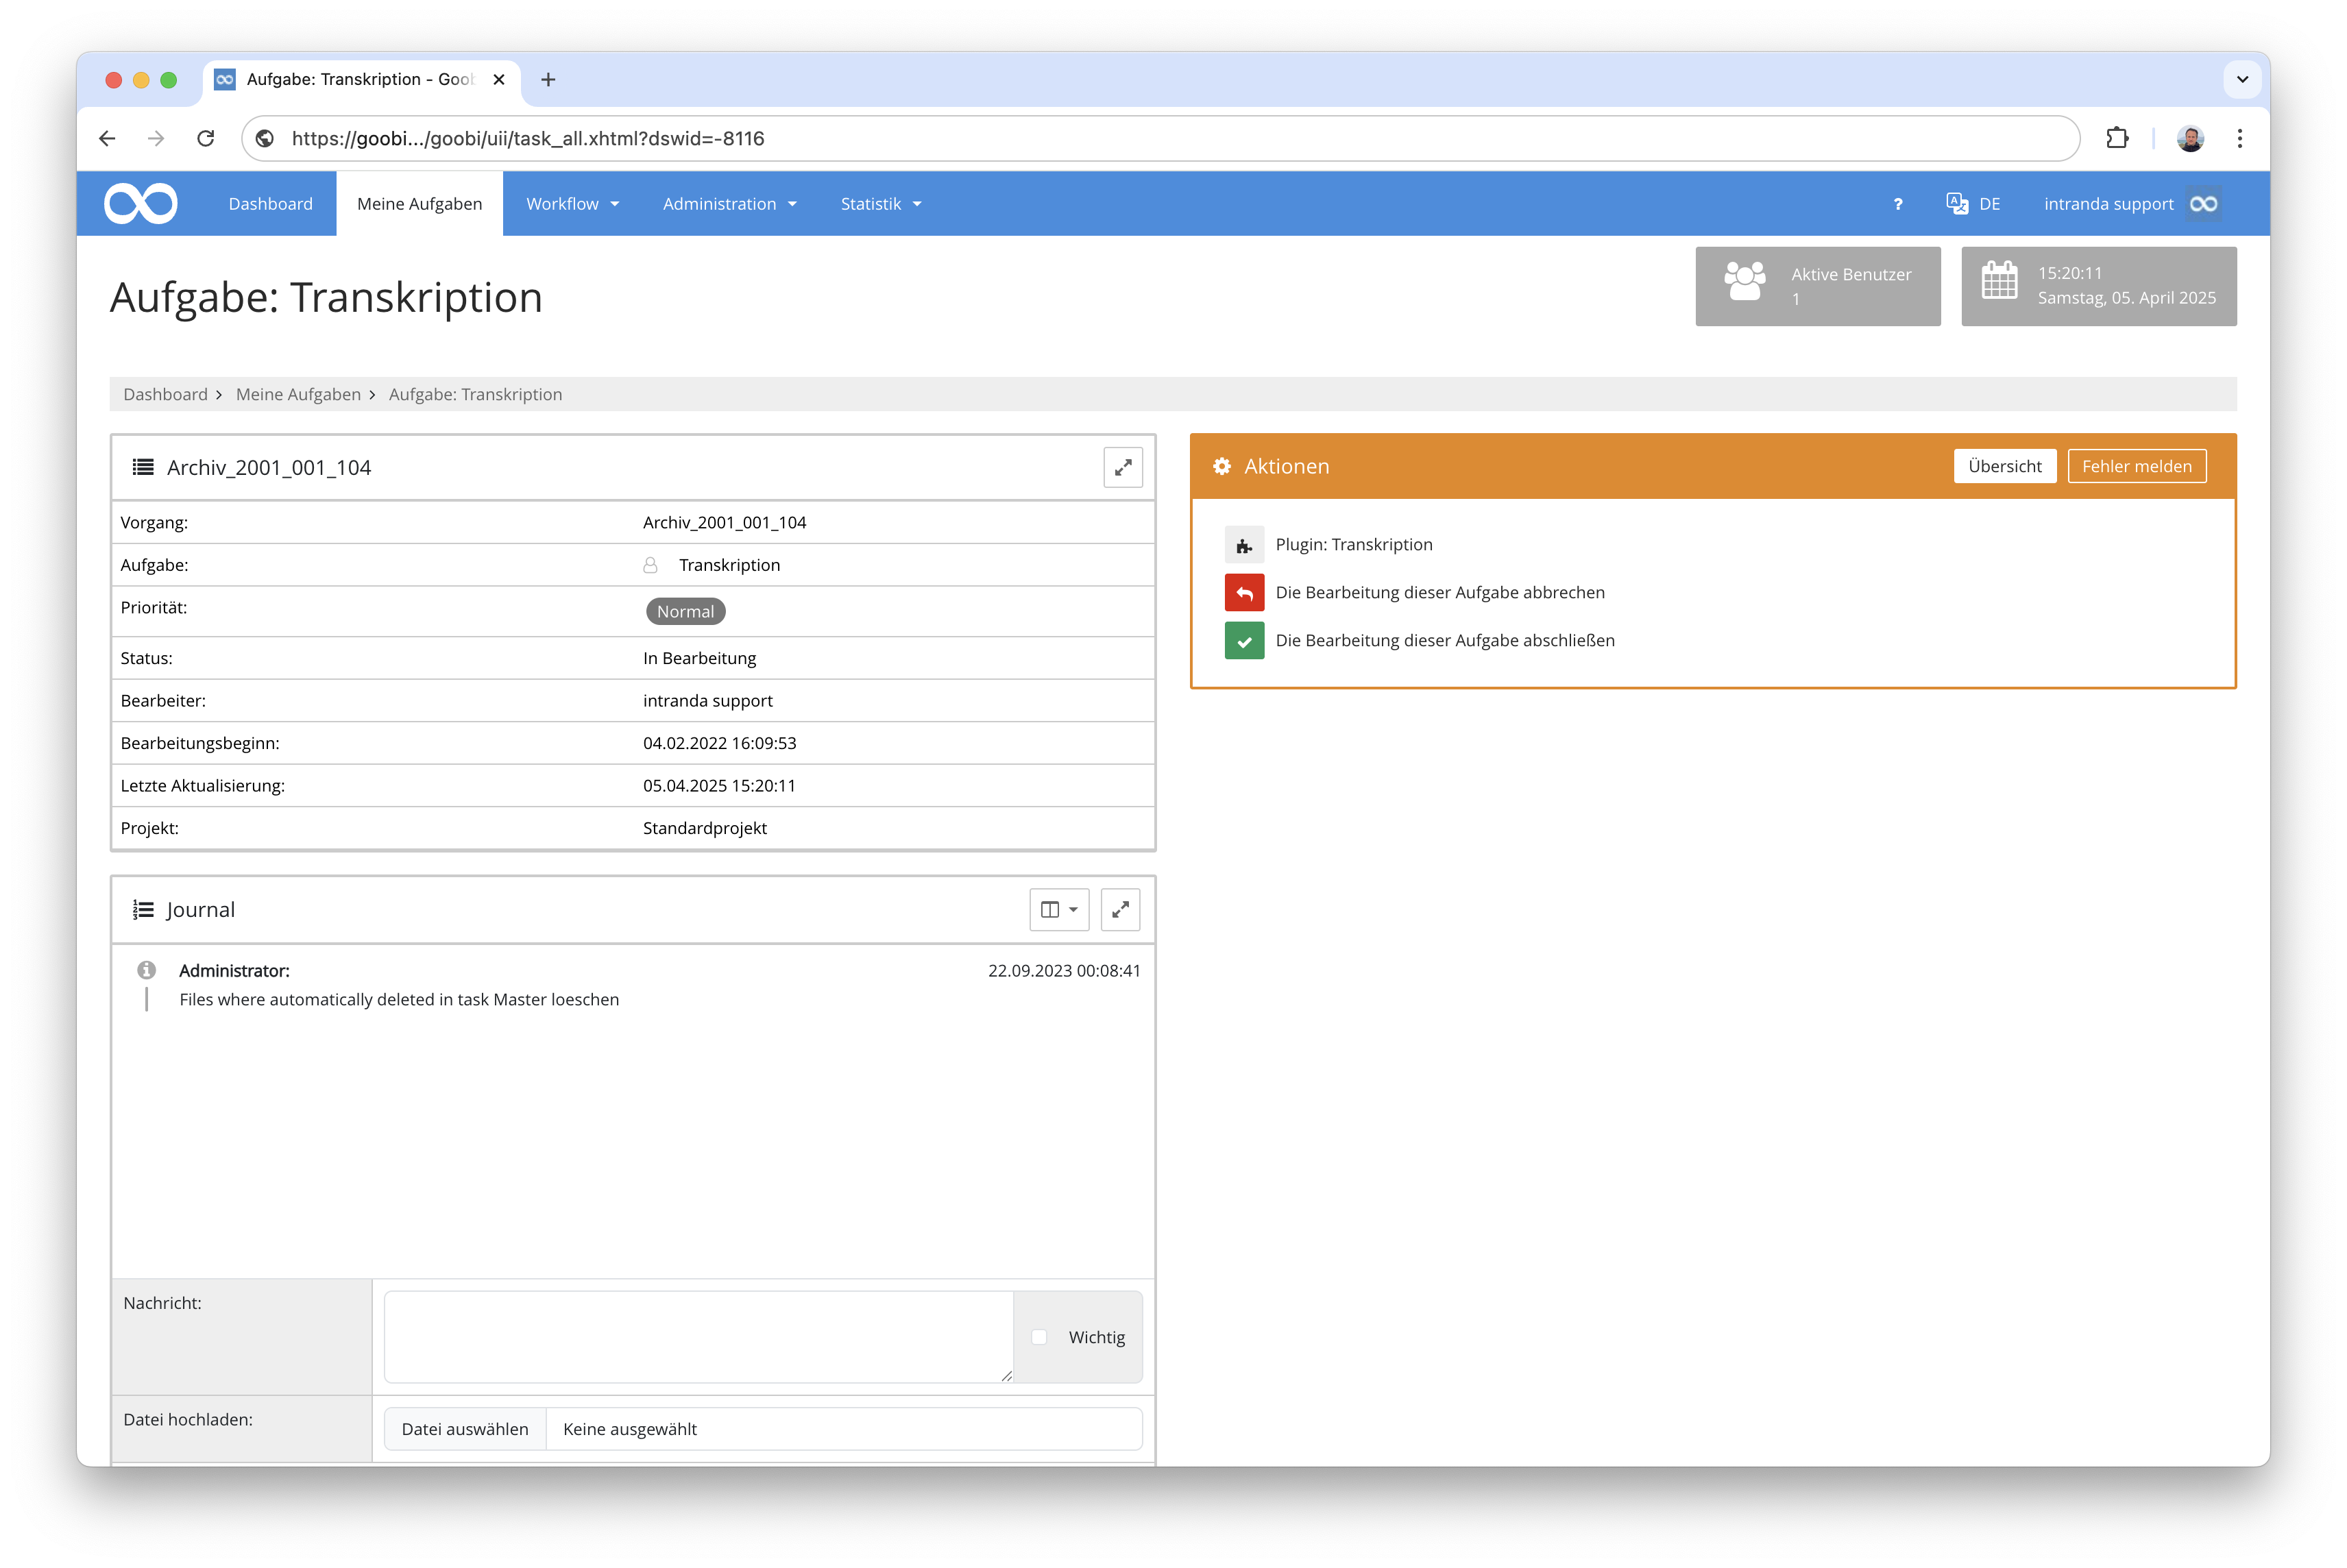 Aufgabe: Transkription - Goob
https://goobi.../goobi/uii/task_all.xhtml?dswid=-8116
Dashboard
Meine Aufgaben
Workflow
Administration
Statistik
?
DE
intranda support
Aufgabe: Transkription
Aktive Benutzer
1
15:20:11
Samstag, 05. April 2025
Dashboard > Meine Aufgaben > Aufgabe: Transkription
Archiv_2001_001_104
Vorgang: Archiv_2001_001_104
Aufgabe: Transkription
Priorität: Normal
Status: In Bearbeitung
Bearbeiter: intranda support
Bearbeitungsbeginn: 04.02.2022 16:09:53
Letzte Aktualisierung: 05.04.2025 15:20:11
Projekt: Standardprojekt
Aktionen
Übersicht
Fehler melden
Plugin: Transkription
Die Bearbeitung dieser Aufgabe abbrechen
Die Bearbeitung dieser Aufgabe abschließen
Journal
Administrator: 22.09.2023 00:08:41
Files where automatically deleted in task Master loeschen
Nachricht:
Wichtig
Datei hochladen:
Datei auswählen Keine ausgewählt